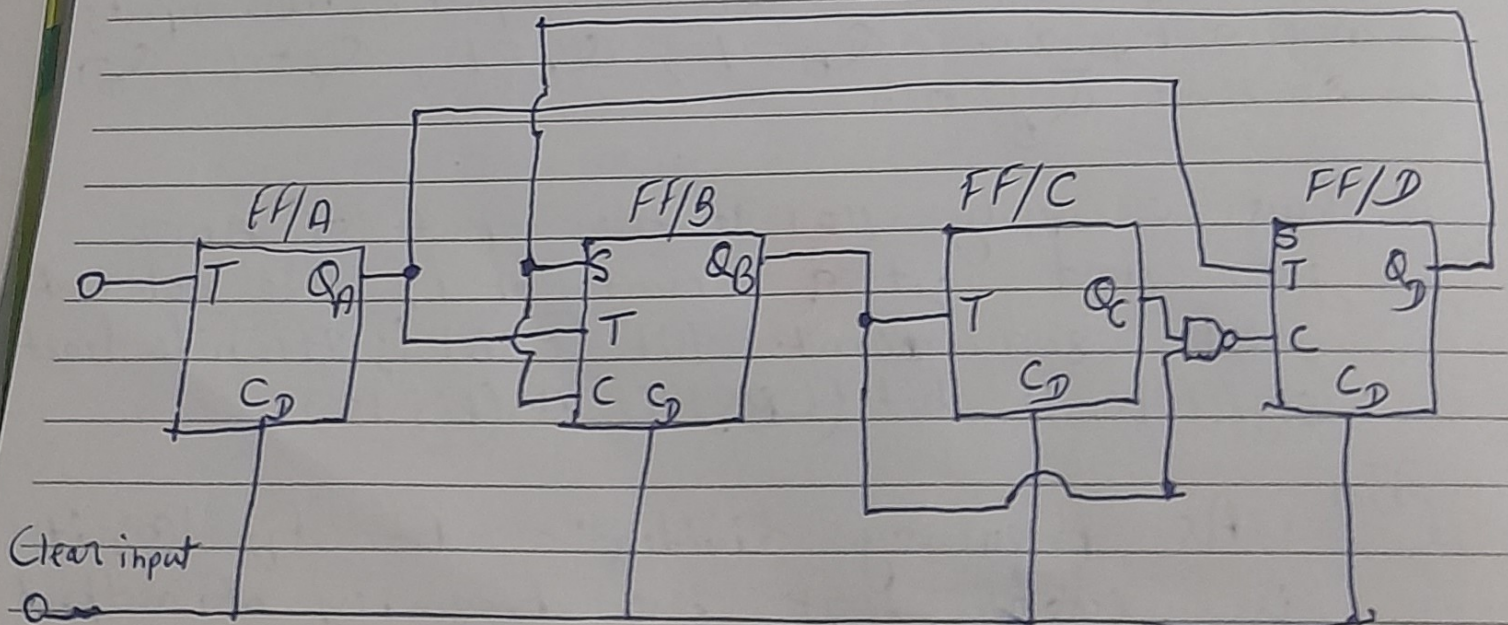 FF/A
FF/B
FF/C
FF/D
T QA
CD
S QB
T
C CD
T QC
CD
S
T QD
C
CD
Clear input